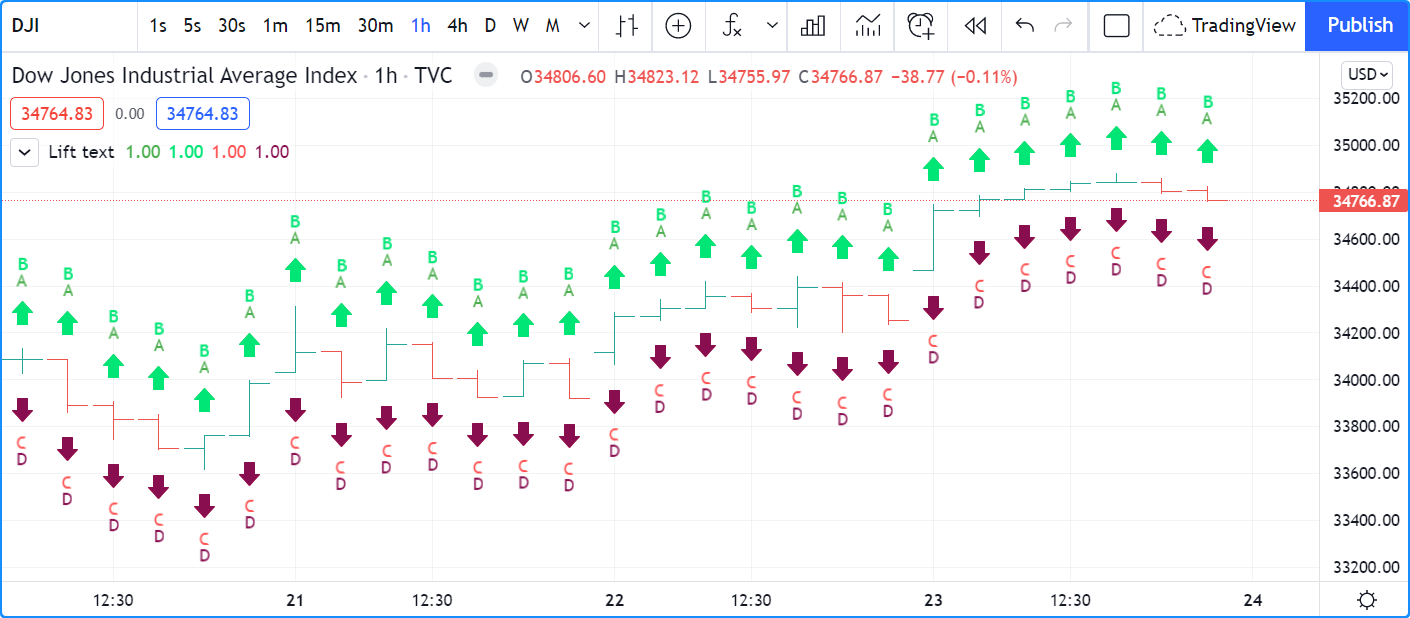 DJI 1s 5s 30s 1m 15m 30m 1h 4h D W M fx TradingView Publish
Dow Jones Industrial Average Index · 1h · TVC O34806.60 H34823.12 L34755.97 C34766.87 −38.77 (−0.11%)
USD
34764.83 0.00 34764.83
Lift text 1.00 1.00 1.00 1.00
B B B B B B B B B B B B B B B B B B B B B B B B B B B
A A A A A A A A A A A A A A A A A A A A A A A A A A A
C C C C C C C C C C C C C C C C C C C C C C C C C C C
D D D D D D D D D D D D D D D D D D D D D D D D D D D
35200.00
35000.00
34766.87
34600.00
34400.00
34200.00
34000.00
33800.00
33600.00
33400.00
33200.00
12:30 21 12:30 22 12:30 23 12:30 24